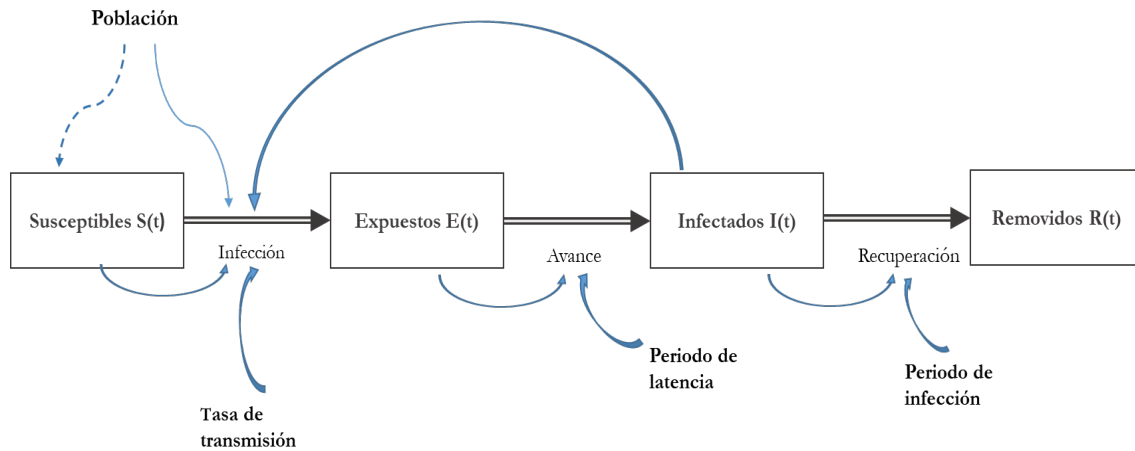 Población
Susceptibles S(t)
Expuestos E(t)
Infectados I(t)
Removidos R(t)
Infección
Avance
Recuperación
Tasa de
transmisión
Periodo de
latencia
Periodo de
infección